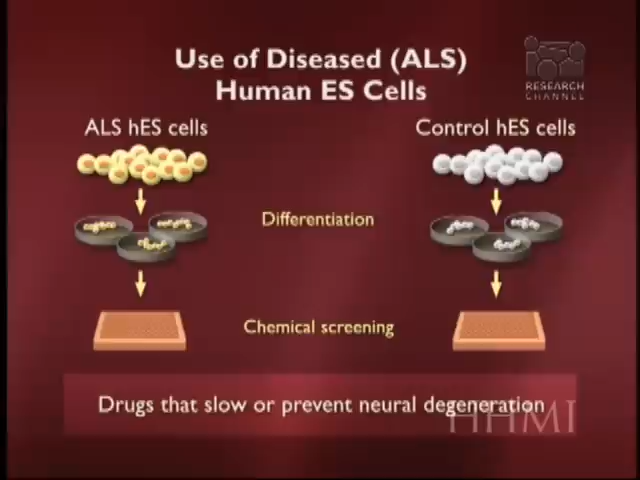 Use of Diseased (ALS)
Human ES Cells
RESEARCH
CHANNEL
ALS hES cells
Control hES cells
Differentiation
Chemical screening
Drugs that slow or prevent neural degeneration
HHMI